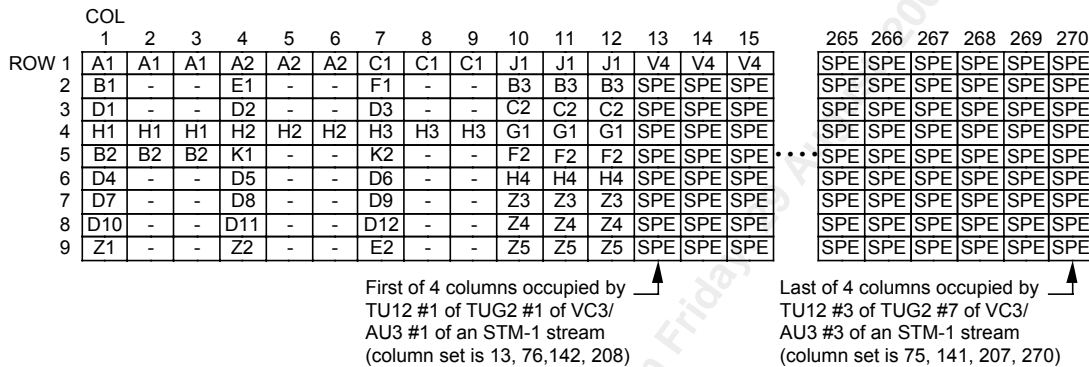 COL
1 2 3 4 5 6 7 8 9 10 11 12 13 14 15 265 266 267 268 269 270
ROW 1 A1 A1 A1 A2 A2 A2 C1 C1 C1 J1 J1 J1 V4 V4 V4 SPE SPE SPE SPE SPE SPE
2 B1 - - E1 - - F1 - - B3 B3 B3 SPE SPE SPE SPE SPE SPE SPE SPE SPE
3 D1 - - D2 - - D3 - - C2 C2 C2 SPE SPE SPE SPE SPE SPE SPE SPE SPE
4 H1 H1 H1 H2 H2 H2 H3 H3 H3 G1 G1 G1 SPE SPE SPE SPE SPE SPE SPE SPE SPE
5 B2 B2 B2 K1 - - K2 - - F2 F2 F2 SPE SPE SPE •••• SPE SPE SPE SPE SPE SPE
6 D4 - - D5 - - D6 - - H4 H4 H4 SPE SPE SPE SPE SPE SPE SPE SPE SPE
7 D7 - - D8 - - D9 - - Z3 Z3 Z3 SPE SPE SPE SPE SPE SPE SPE SPE SPE
8 D10 - - D11 - - D12 - - Z4 Z4 Z4 SPE SPE SPE SPE SPE SPE SPE SPE SPE
9 Z1 - - Z2 - - E2 - - Z5 Z5 Z5 SPE SPE SPE SPE SPE SPE SPE SPE SPE
First of 4 columns occupied by
TU12 #1 of TUG2 #1 of VC3/
AU3 #1 of an STM-1 stream
(column set is 13, 76,142, 208)
Last of 4 columns occupied by
TU12 #3 of TUG2 #7 of VC3/
AU3 #3 of an STM-1 stream
(column set is 75, 141, 207, 270)
n Friday